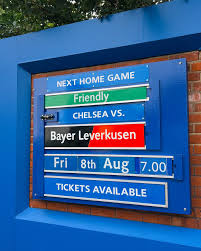 NEXT HOME GAME
Friendly
CHELSEA VS.
Bayer Leverkusen
Fri 8th Aug 7.00
TICKETS AVAILABLE